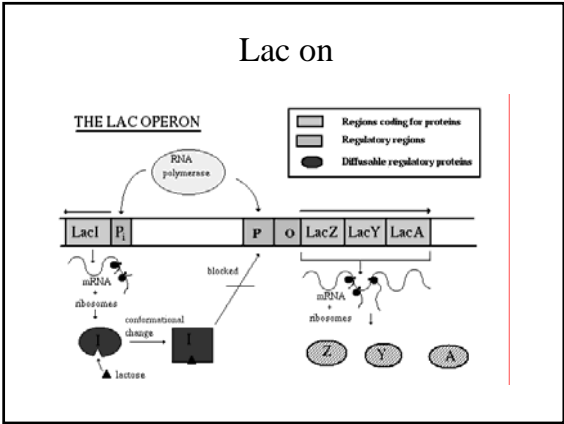 Lac on
THE LAC OPERON
Regions coding for proteins
Regulatory regions
Diffusable regulatory proteins
RNA
polymerase
LacI
Pi
P
O
LacZ
LacY
LacA
mRNA
+
ribosomes
blocked
mRNA
+
ribosomes
conformational
change
I
I
lactose
Z
Y
A